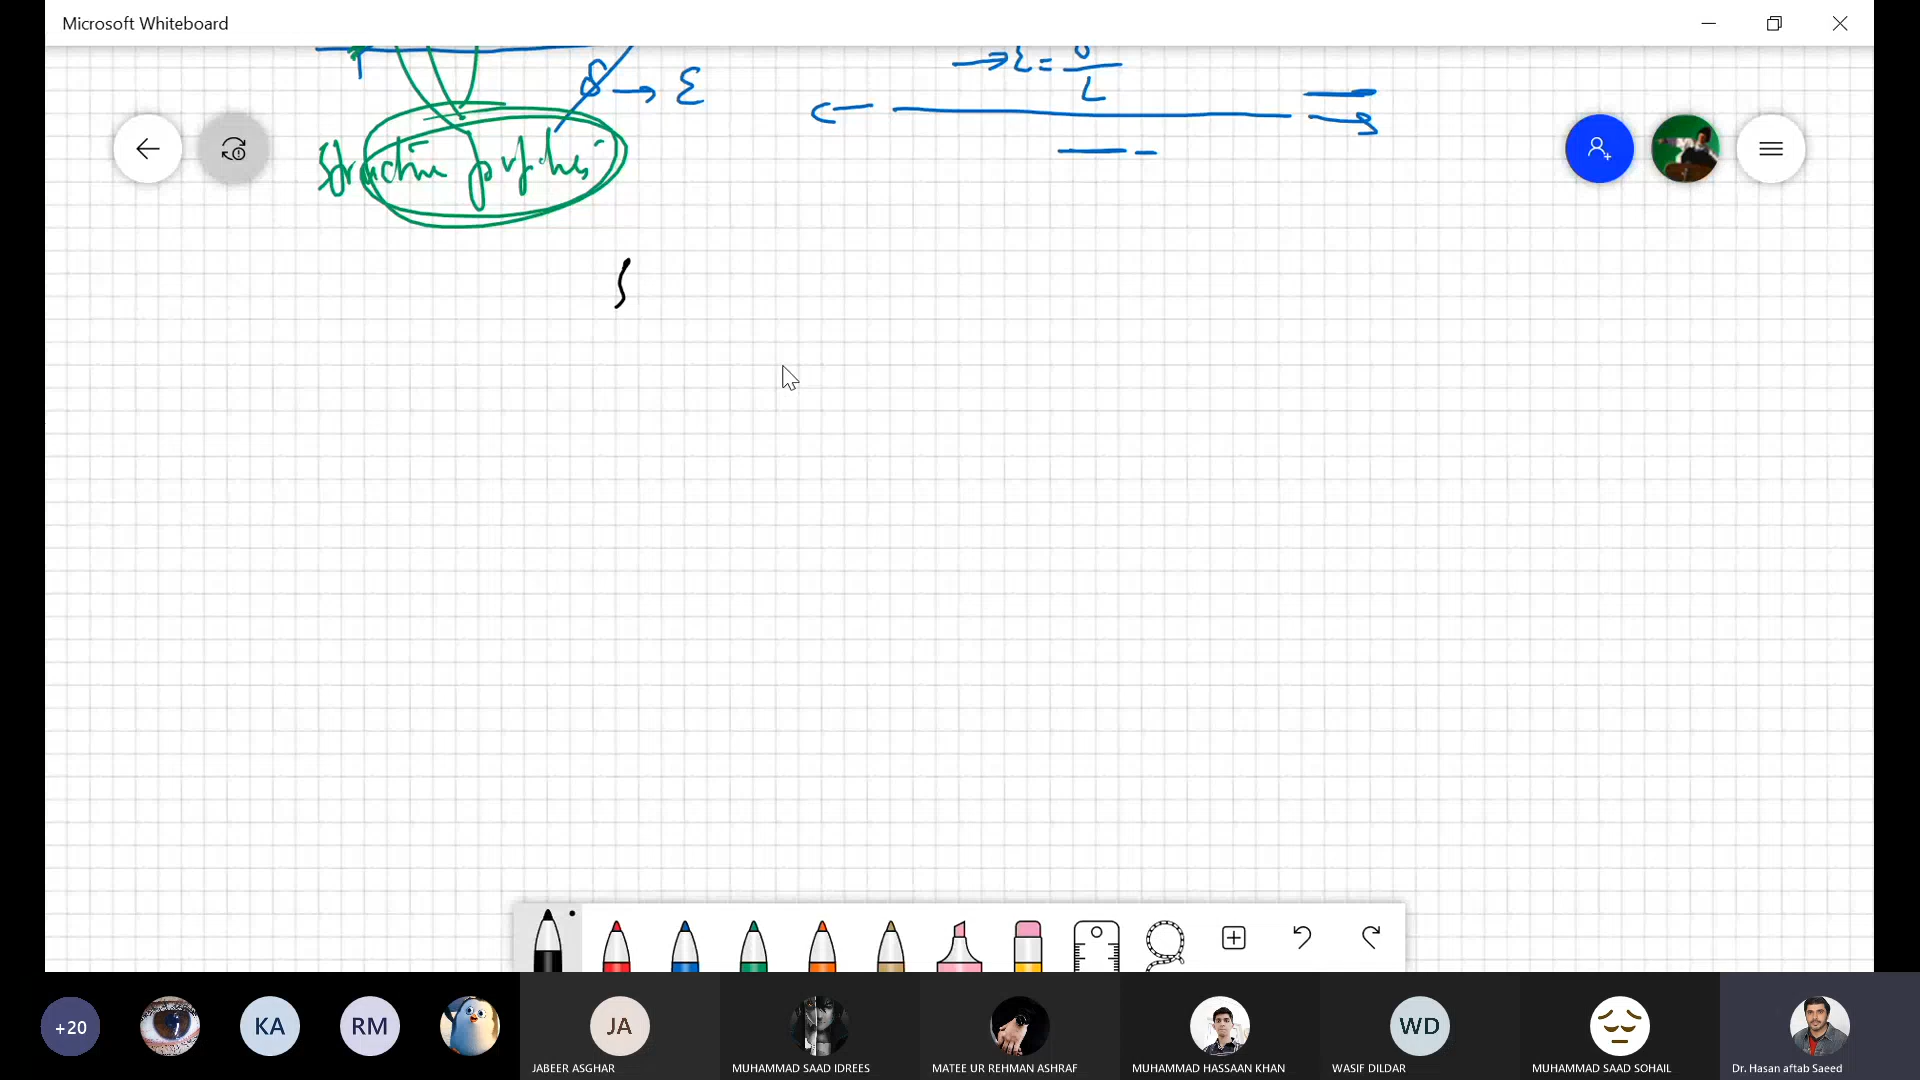 Microsoft Whiteboard
δ → ε
→ ε = δ
L
Structure properties
+20
KA
RM
JA
WD
JABEER ASGHAR
MUHAMMAD SAAD IDREES
MATEE UR REHMAN ASHRAF
MUHAMMAD HASSAAN KHAN
WASIF DILDAR
MUHAMMAD SAAD SOHAIL
Dr. Hasan aftab Saeed